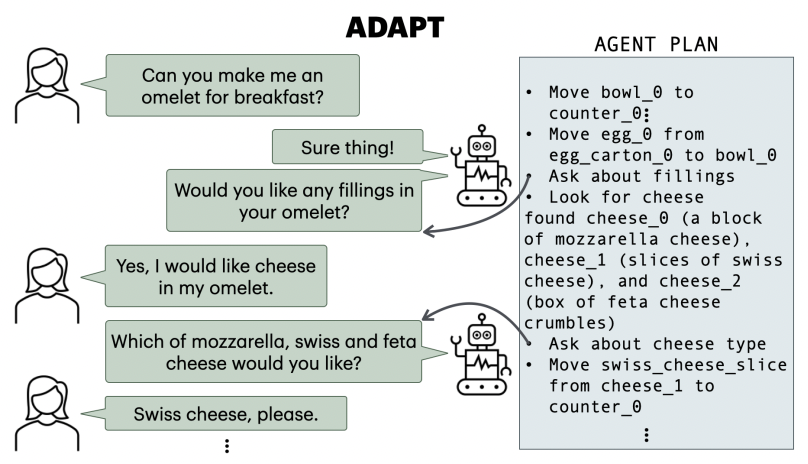 ADAPT
Can you make me an
omelet for breakfast?
Sure thing!
Would you like any fillings in
your omelet?
Yes, I would like cheese
in my omelet.
Which of mozzarella, swiss and feta
cheese would you like?
Swiss cheese, please.
AGENT PLAN
• Move bowl_0 to
counter_0
• Move egg_0 from
egg_carton_0 to bowl_0
• Ask about fillings
• Look for cheese
found cheese_0 (a block
of mozzarella cheese),
cheese_1 (slices of swiss
cheese), and cheese_2
(box of feta cheese
crumbles)
• Ask about cheese type
• Move swiss_cheese_slice
from cheese_1 to
counter_0